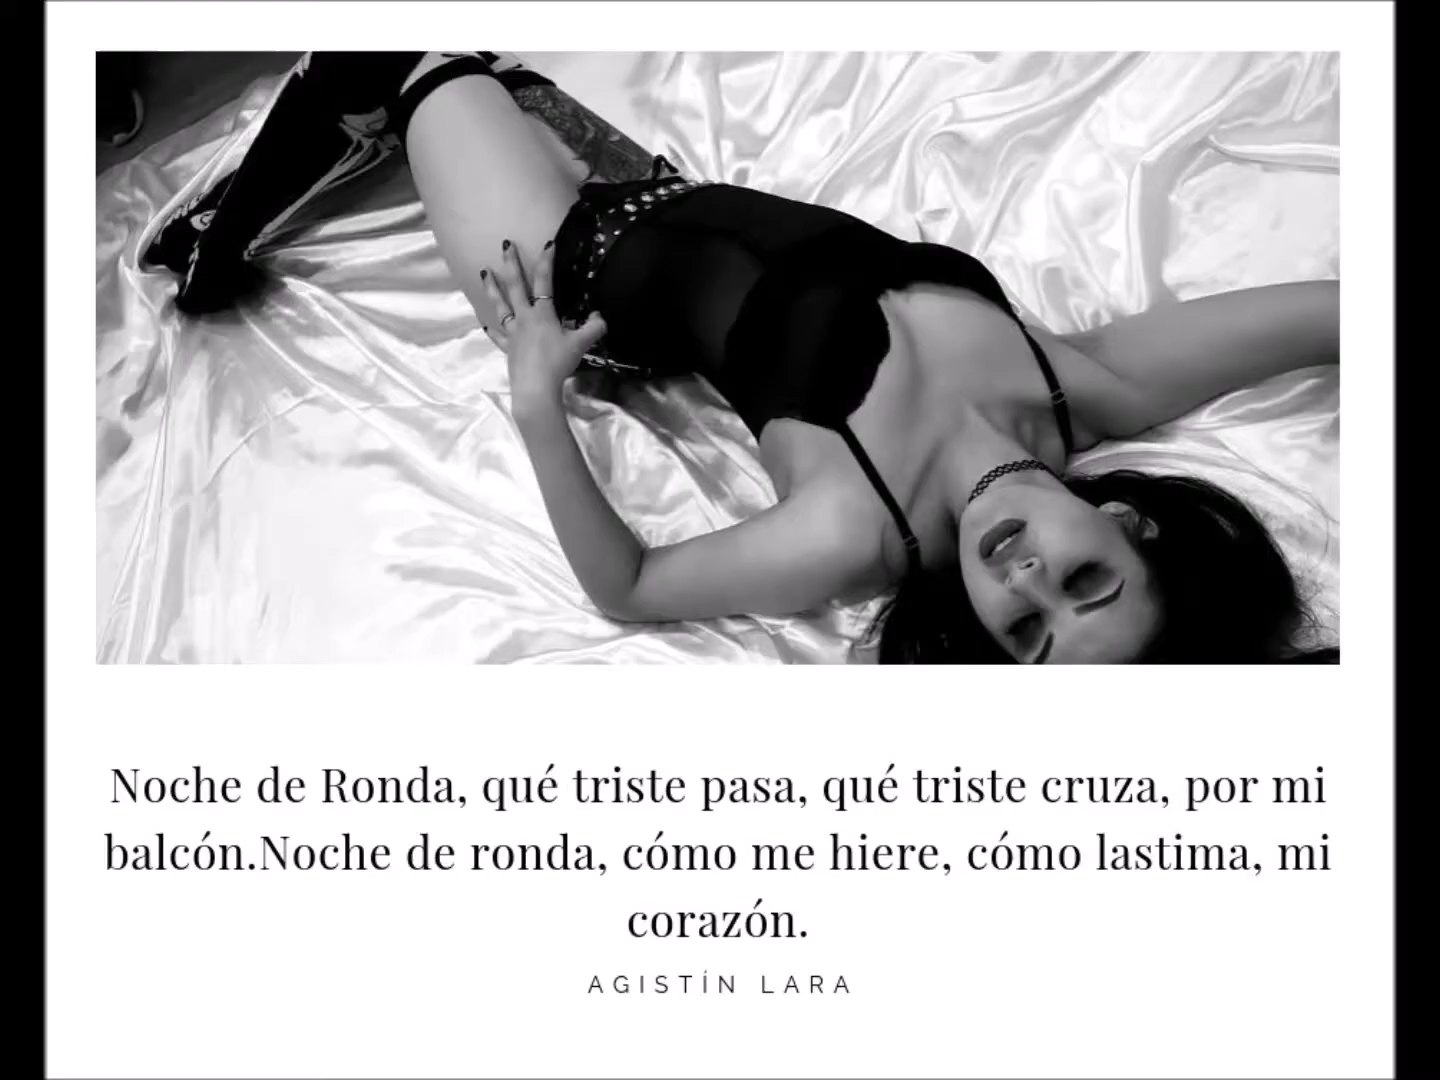 Noche de Ronda, qué triste pasa, qué triste cruza, por mi
balcón.Noche de ronda, cómo me hiere, cómo lastima, mi
corazón.
AGISTÍN LARA